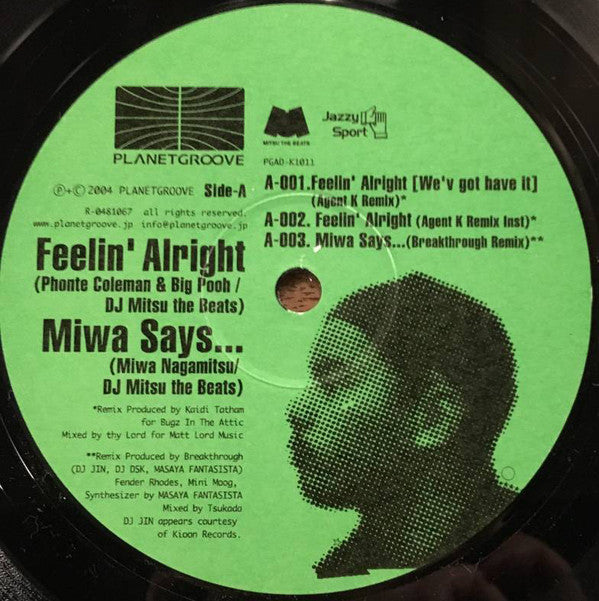 PLANETGROOVE
MITSU THE BEATS
Jazzy
Sport
PGAD-K1011
A-001.Feelin' Alright [We'v got have it]
(Agent K Remix)*
A-002. Feelin' Alright (Agent K Remix Inst)*
A-003. Miwa Says...(Breakthrough Remix)**
℗+© 2004 PLANETGROOVE Side-A
R-0481067 all rights reserved.
www.planetgroove.jp info@planetgroove.jp
Feelin' Alright
(Phonte Coleman & Big Pooh /
DJ Mitsu the Beats)
Miwa Says...
(Miwa Nagamitsu/
DJ Mitsu the Beats)
*Remix Produced by Kaidi Tatham
for Bugz In The Attic
Mixed by thy Lord for Matt Lord Music
**Remix Produced by Breakthrough
(DJ JIN, DJ DSK, MASAYA FANTASISTA)
Fender Rhodes, Mini Moog,
Synthesizer by MASAYA FANTASISTA
Mixed by Tsukado
DJ JIN appears courtesy
of Kioon Records.